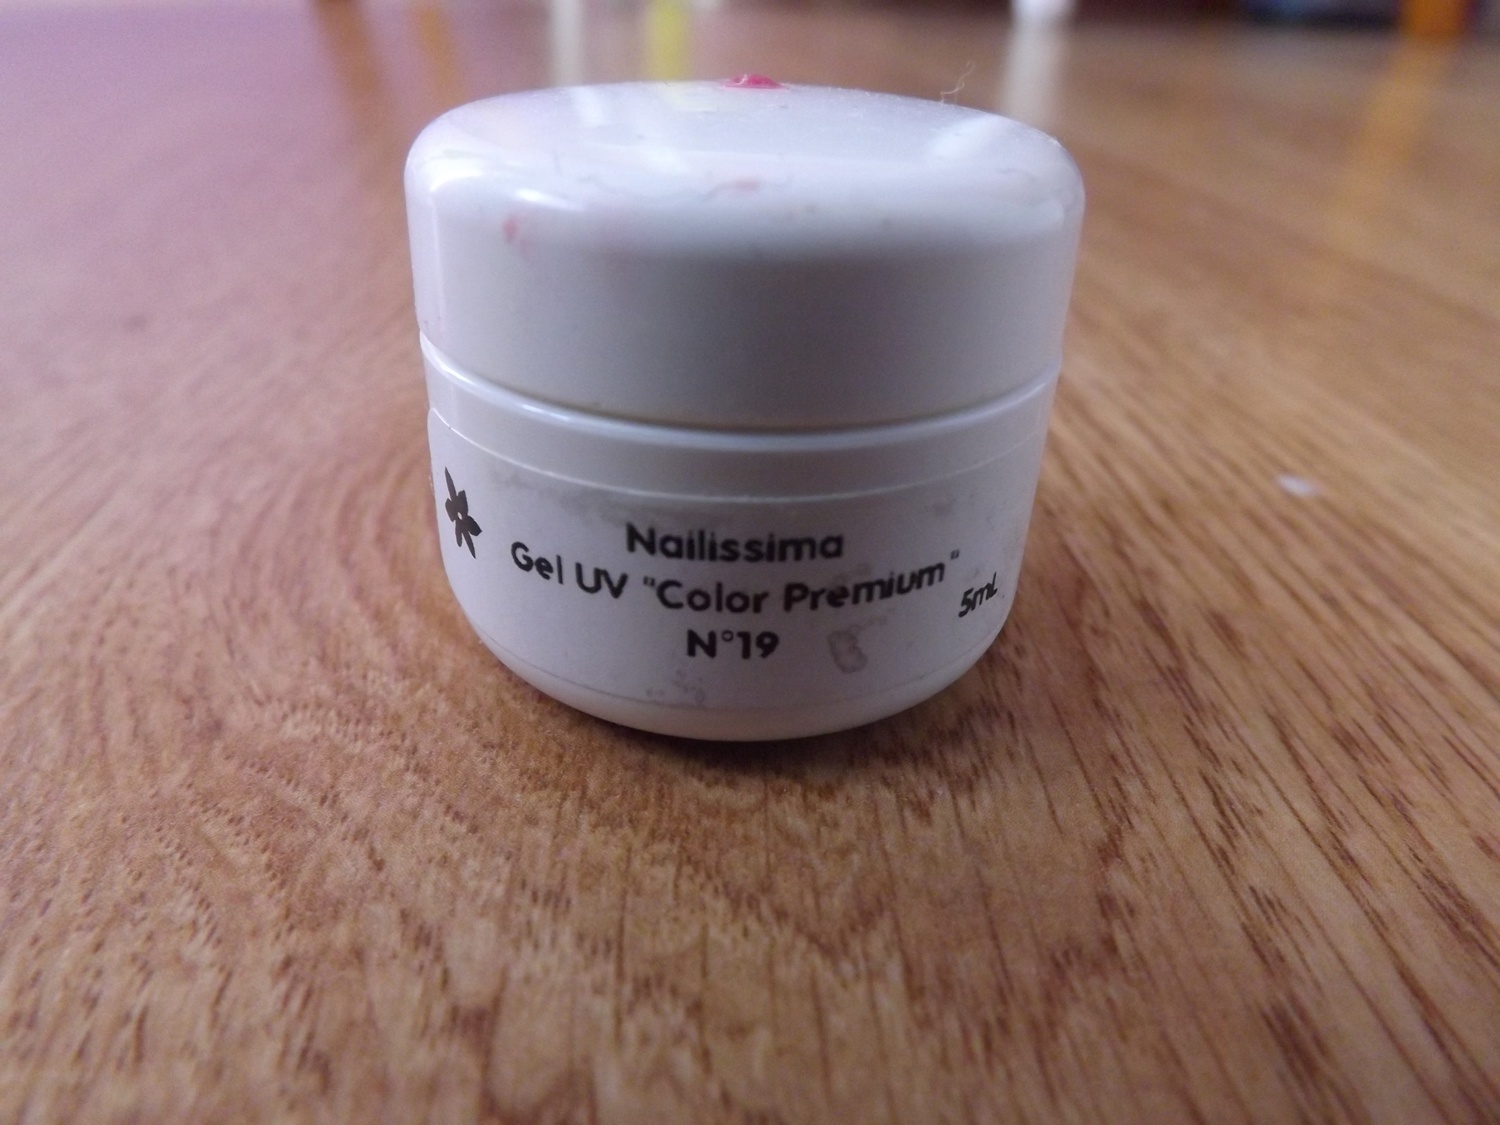 Nailissima
Gel UV "Color Premium"
N°19
5mL